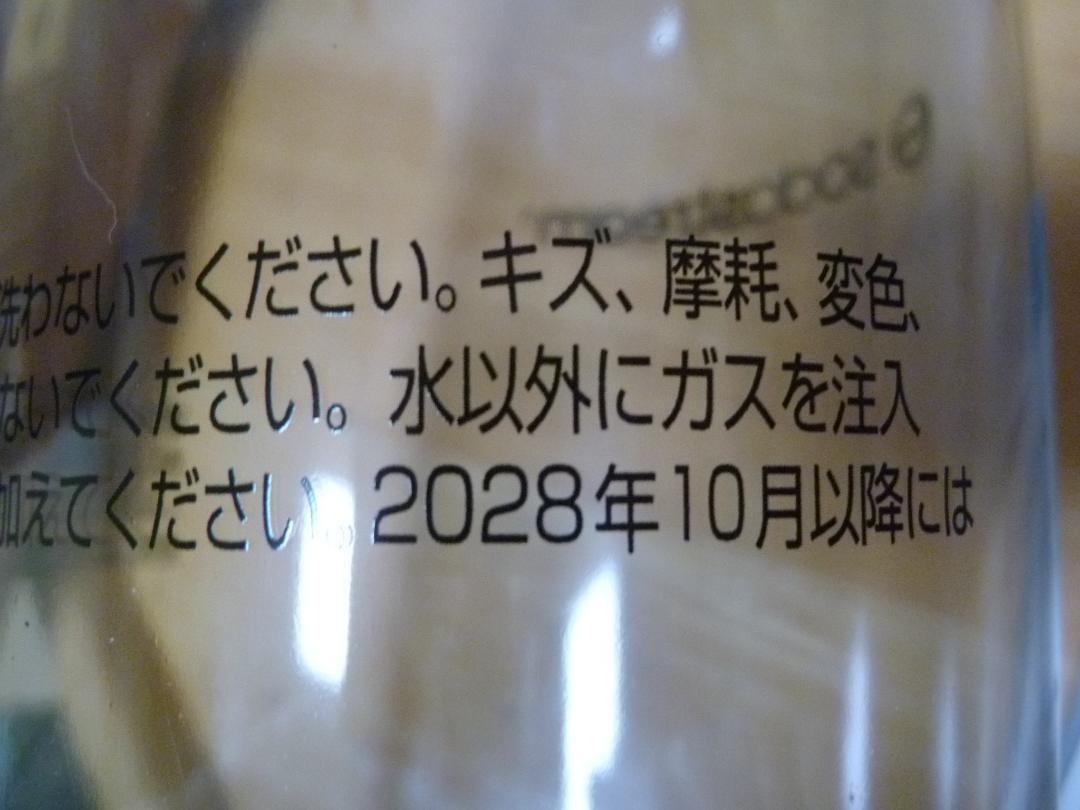 洗わないでください。キズ、摩耗、変色、
ないでください。水以外にガスを注入
加えてください。2028年10月以降には